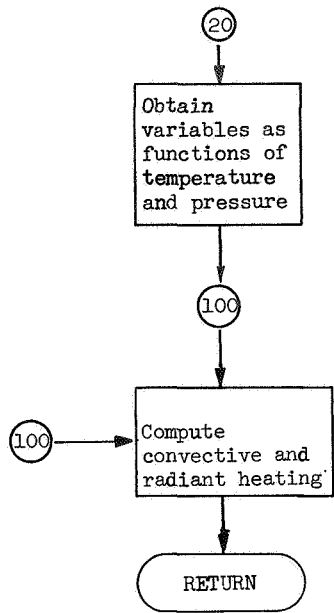 20
Obtain
variables as
functions of
temperature
and pressure
100
100
Compute
convective and
radiant heating
RETURN